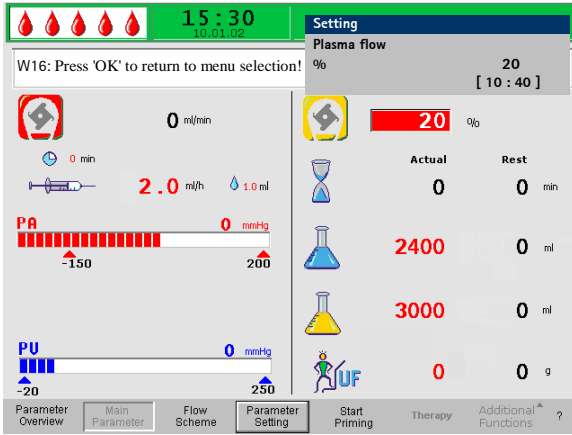 15:30
10.01.02
Setting
Plasma flow
% 20
[ 10 : 40 ]
W16: Press 'OK' to return to menu selection!
0 ml/min
20 %
0 min
Actual Rest
2.0 ml/h 1.0 ml
0 0 min
PA 0 mmHg
-150 200
2400 0 ml
3000 0 ml
PV 0 mmHg
-20 250
UF 0 0 g
Parameter Overview
Main Parameter
Flow Scheme
Parameter Setting
Start Priming
Therapy
Additional Functions
?